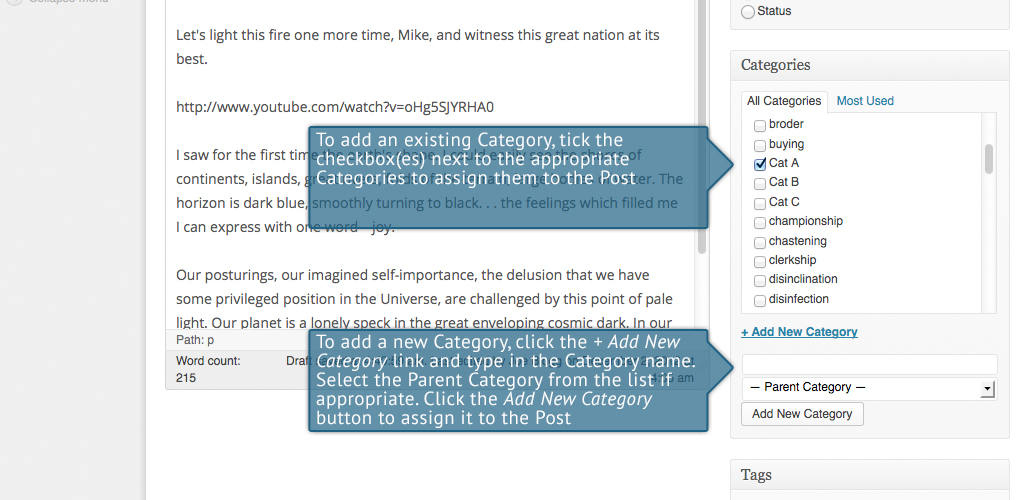 Collapse menu
Let's light this fire one more time, Mike, and witness this great nation at its
best.
http://www.youtube.com/watch?v=oHg5SJYRHA0
I saw for the first time the
of
continents, islands,
The
horizon is dark blue, smoothly turning to black. . . the feelings which filled me
I can express with one word joy.
Our posturings, our imagined self-importance, the delusion that we have
some privileged position in the Universe, are challenged by this point of pale
light. Our planet is a lonely speck in the great enveloping cosmic dark. In our
Path: p
Word count:
215
Draft
am
To add an existing Category, tick the
checkbox(es) next to the appropriate
Categories to assign them to the Post
To add a new Category, click the + Add New
Category link and type in the Category name.
Select the Parent Category from the list if
appropriate. Click the Add New Category
button to assign it to the Post
Status
Categories
All Categories
Most Used
broder
buying
Cat A
Cat B
Cat C
championship
chastening
clerkship
disinclination
disinfection
+ Add New Category
— Parent Category —
Add New Category
Tags